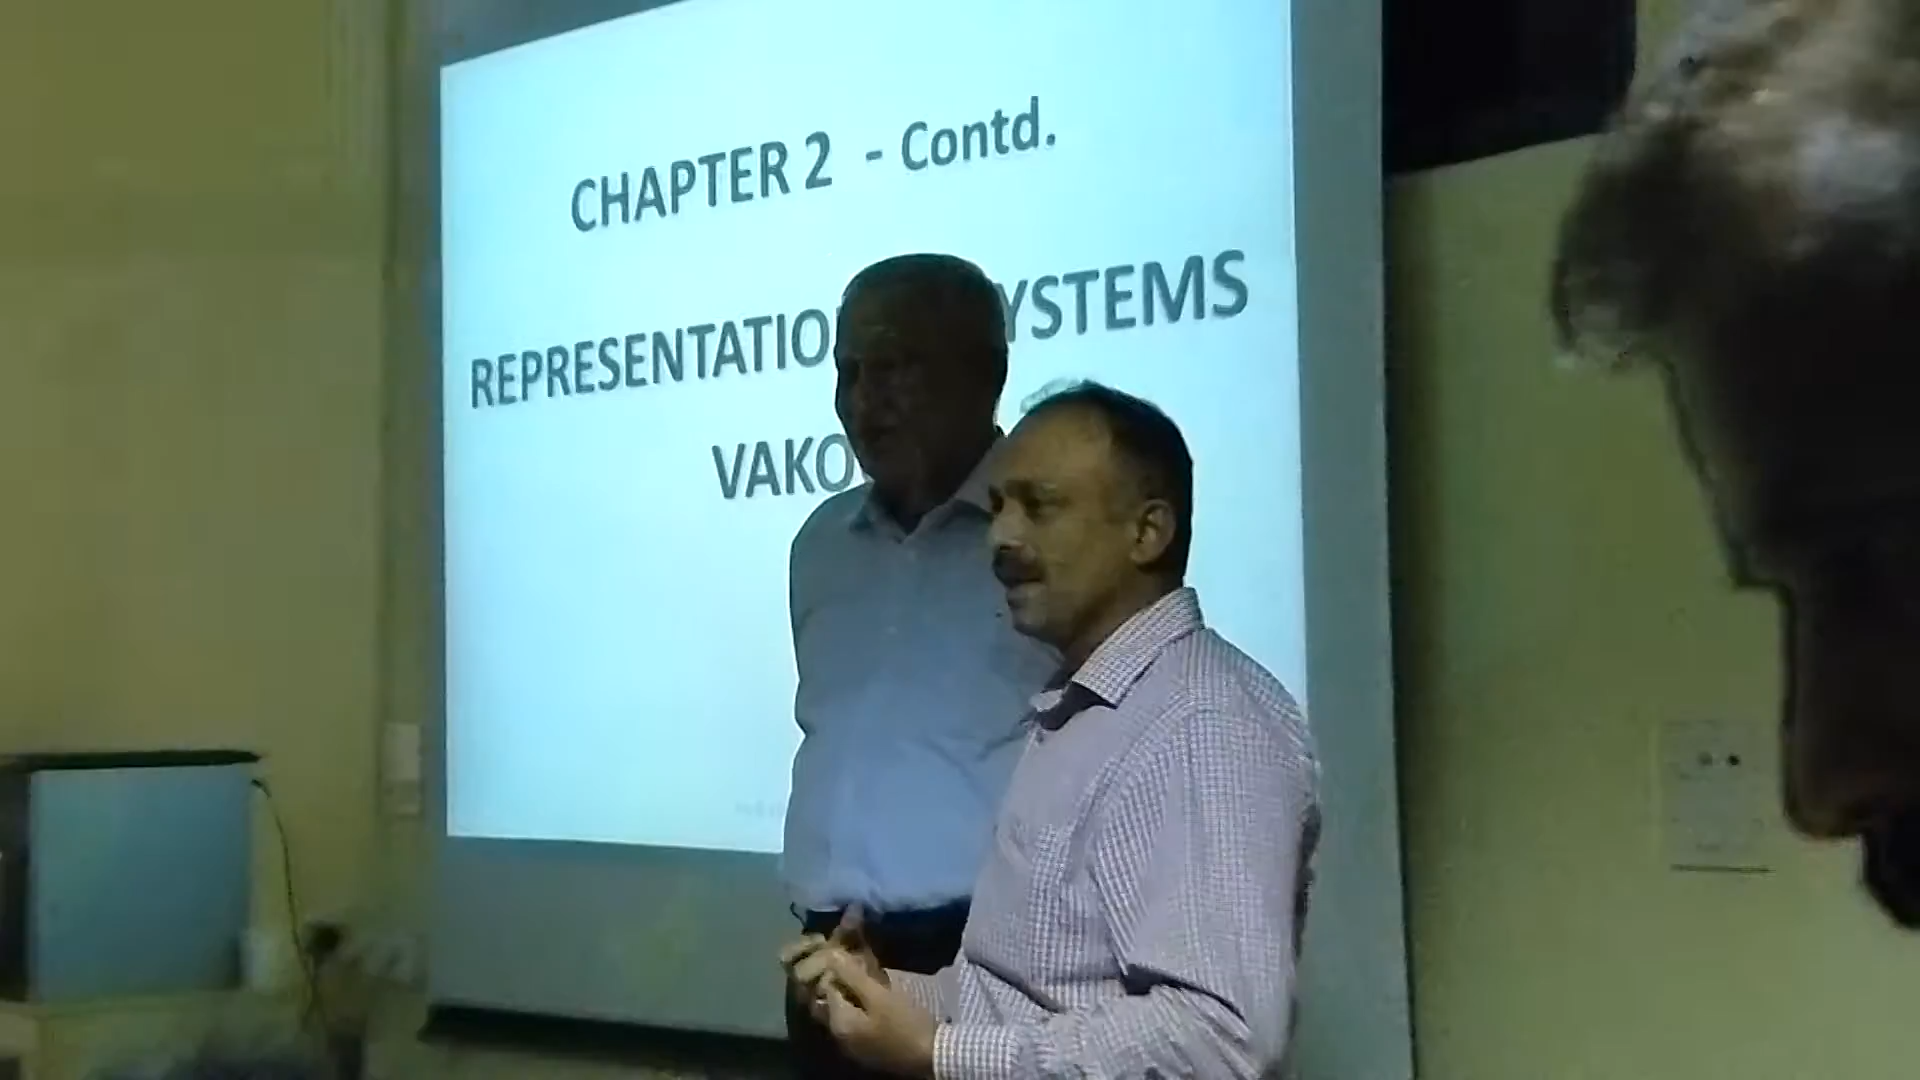 CHAPTER 2 - Contd.
REPRESENTATIO YSTEMS
VAKO